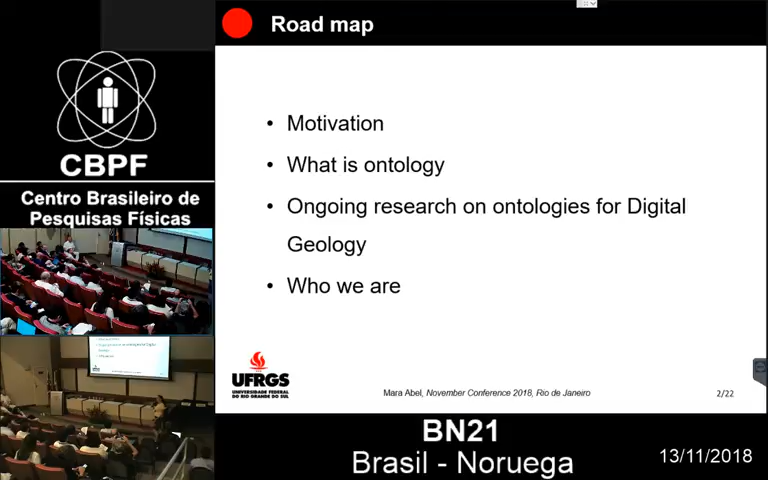 Road map
CBPF
Centro Brasileiro de
Pesquisas Físicas
• Motivation
• What is ontology
• Ongoing research on ontologies for Digital
Geology
• Who we are
UFRGS
UNIVERSIDADE FEDERAL
DO RIO GRANDE DO SUL
Mara Abel, November Conference 2018, Rio de Janeiro
2/22
BN21
Brasil - Noruega
13/11/2018